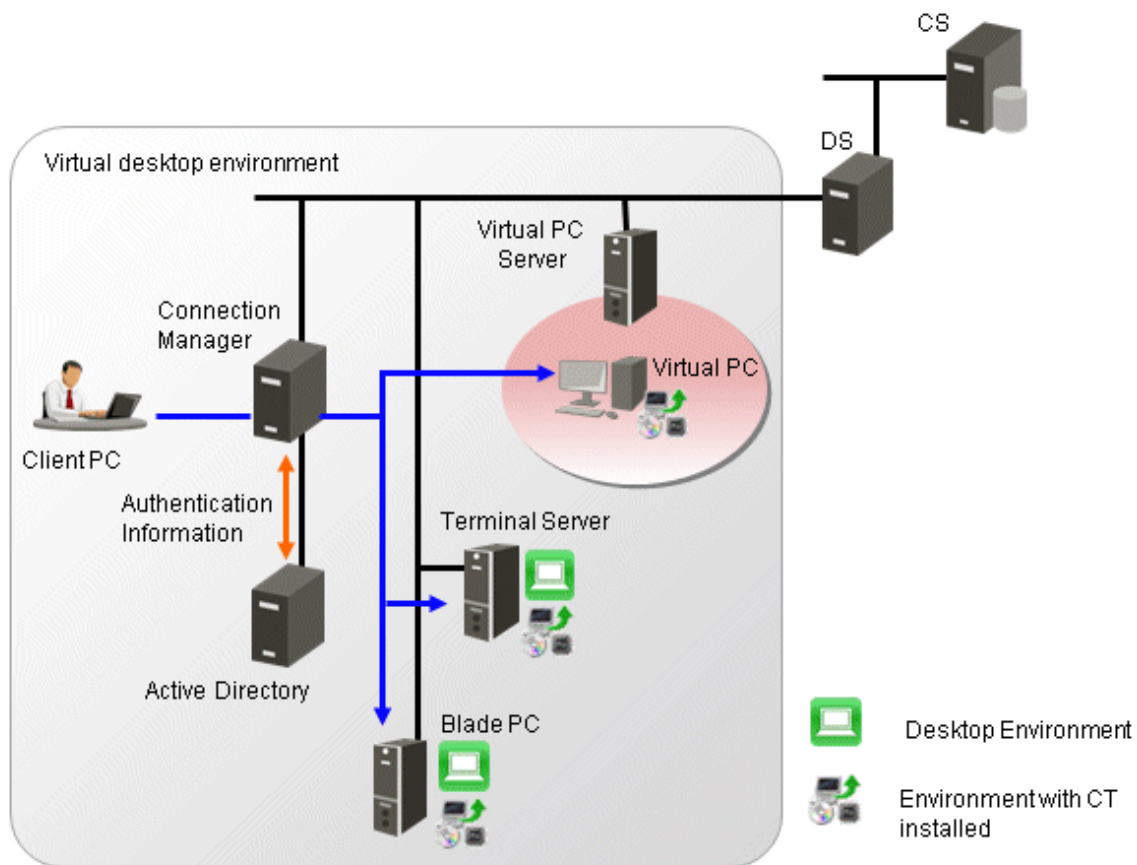 CS
DS
Virtual desktop environment
Virtual PC
Server
Connection
Manager
Virtual PC
Client PC
Authentication
Information
Terminal Server
Active Directory
Blade PC
Desktop Environment
Environment with CT
installed